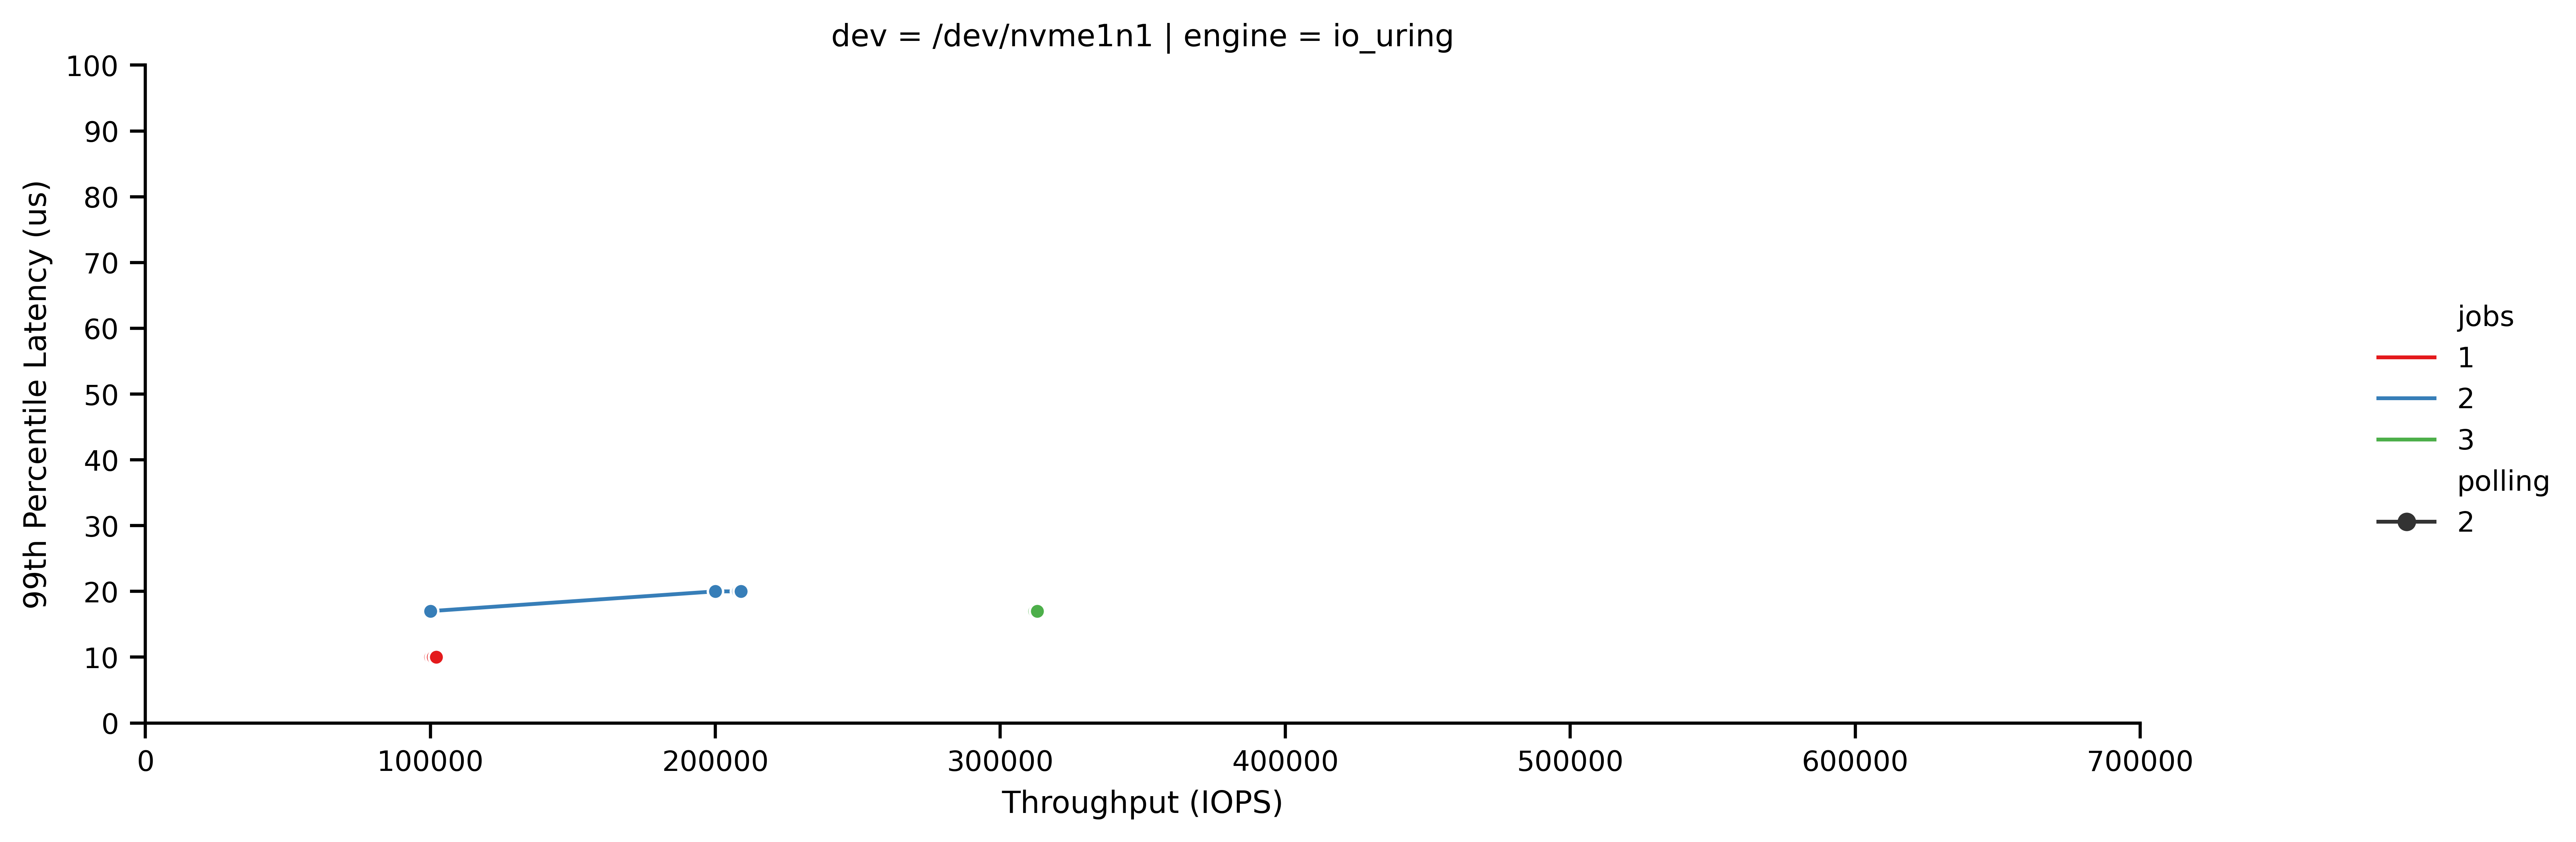 dev = /dev/nvme1n1 | engine = io_uring
100
90
80
70
60
50
40
30
20
10
0
99th Percentile Latency (us)
0 100000 200000 300000 400000 500000 600000 700000
Throughput (IOPS)
jobs
1
2
3
polling
2